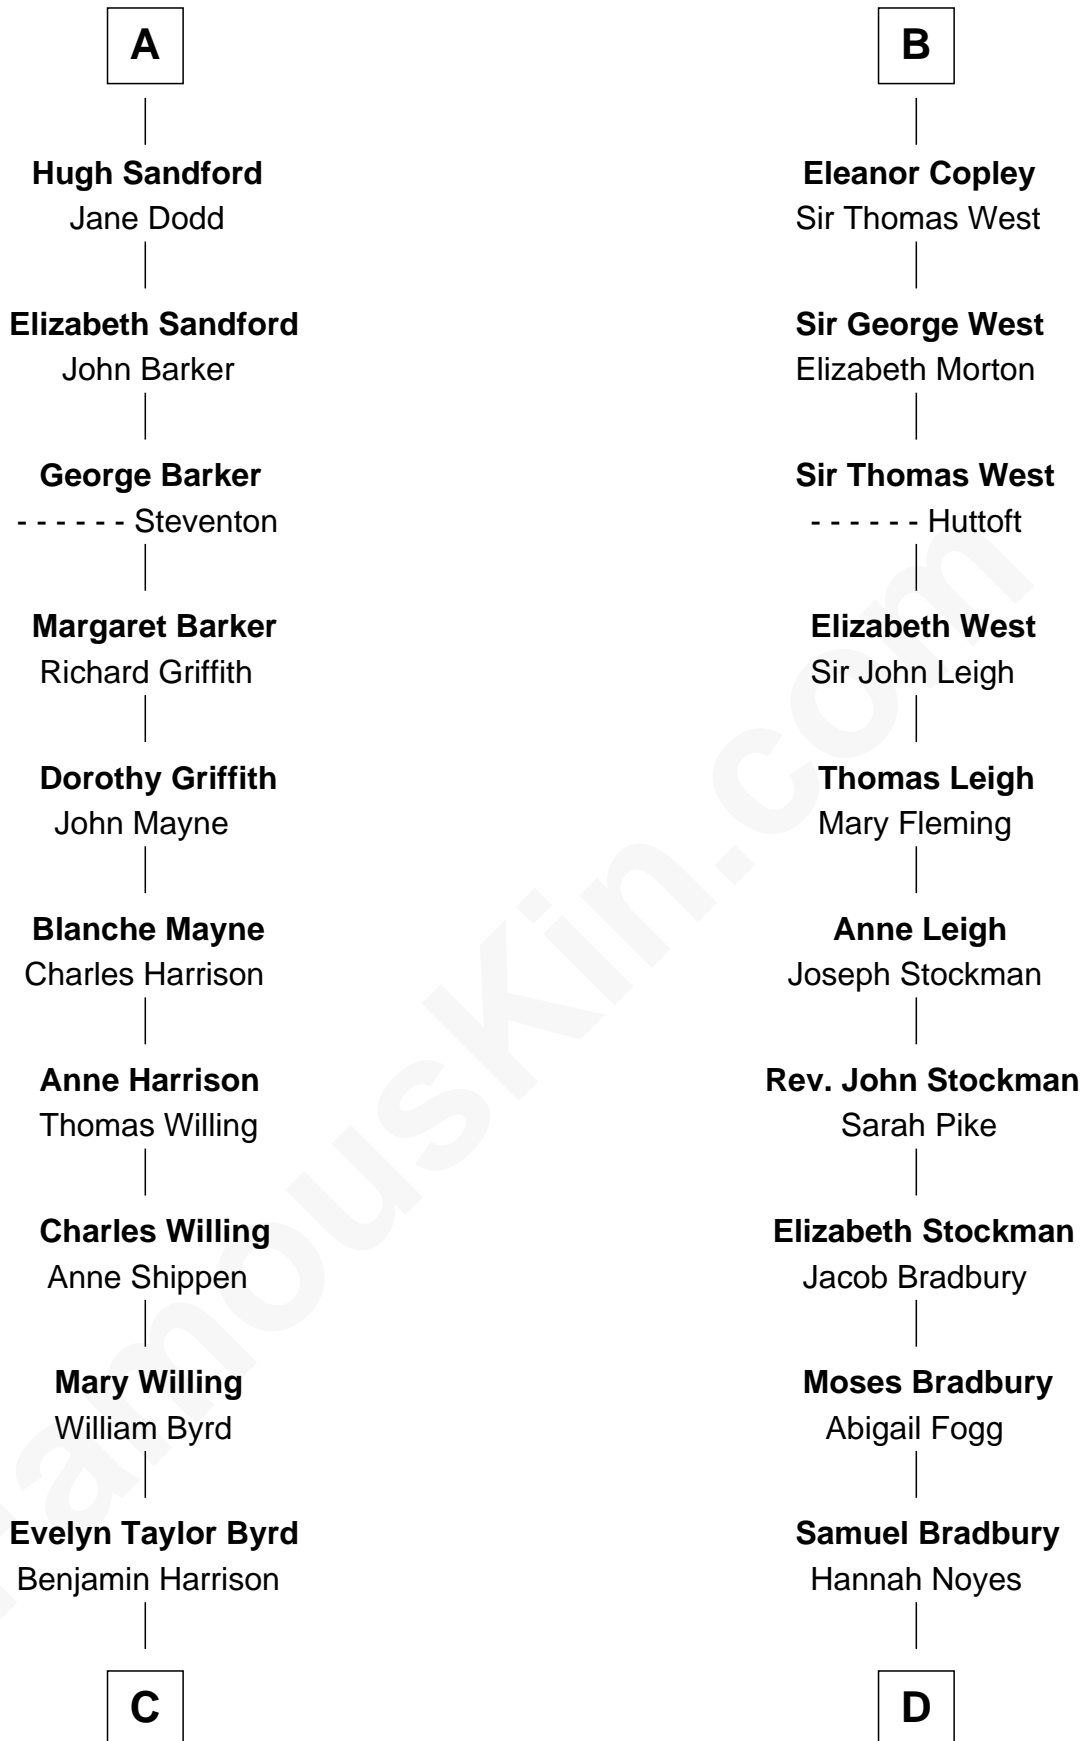 A
Hugh Sandford
Jane Dodd
Elizabeth Sandford
John Barker
George Barker
- - - - - - Steventon
Margaret Barker
Richard Griffith
Dorothy Griffith
John Mayne
Blanche Mayne
Charles Harrison
Anne Harrison
Thomas Willing
Charles Willing
Anne Shippen
Mary Willing
William Byrd
Evelyn Taylor Byrd
Benjamin Harrison
C
B
Eleanor Copley
Sir Thomas West
Sir George West
Elizabeth Morton
Sir Thomas West
- - - - - - Huttoft
Elizabeth West
Sir John Leigh
Thomas Leigh
Mary Fleming
Anne Leigh
Joseph Stockman
Rev. John Stockman
Sarah Pike
Elizabeth Stockman
Jacob Bradbury
Moses Bradbury
Abigail Fogg
Samuel Bradbury
Hannah Noyes
D
FamousKin.com